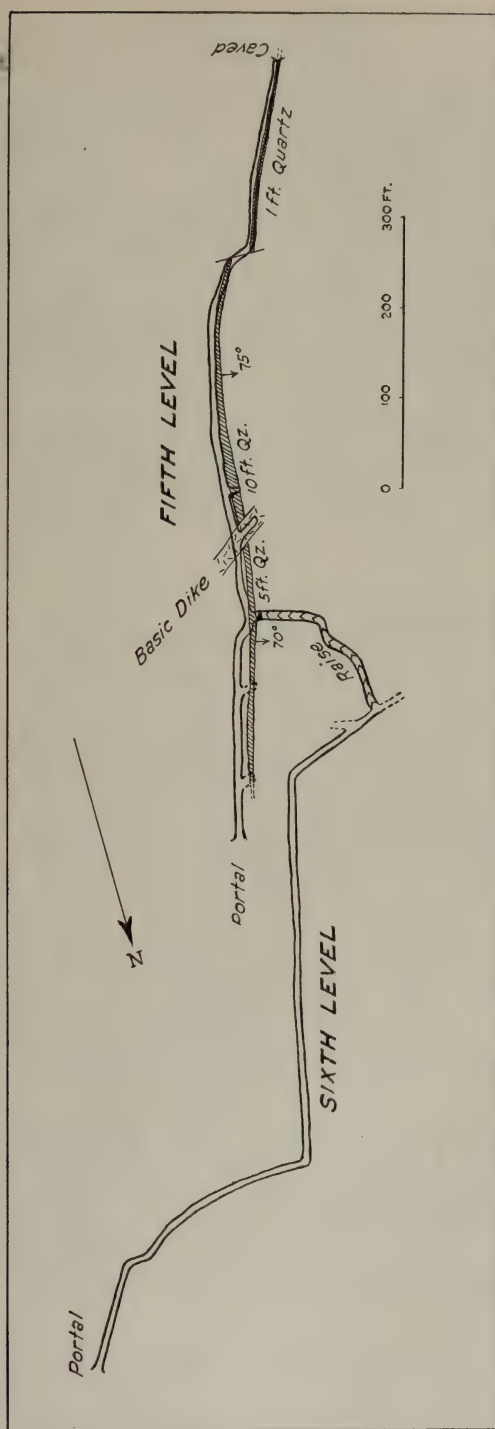 Caved
1 ft. Quartz
FIFTH LEVEL
75°
10 ft. Qz.
Basic Dike
5 ft. Qz.
70°
Raise
Portal
N
SIXTH LEVEL
Portal
0 100 200 300 FT.